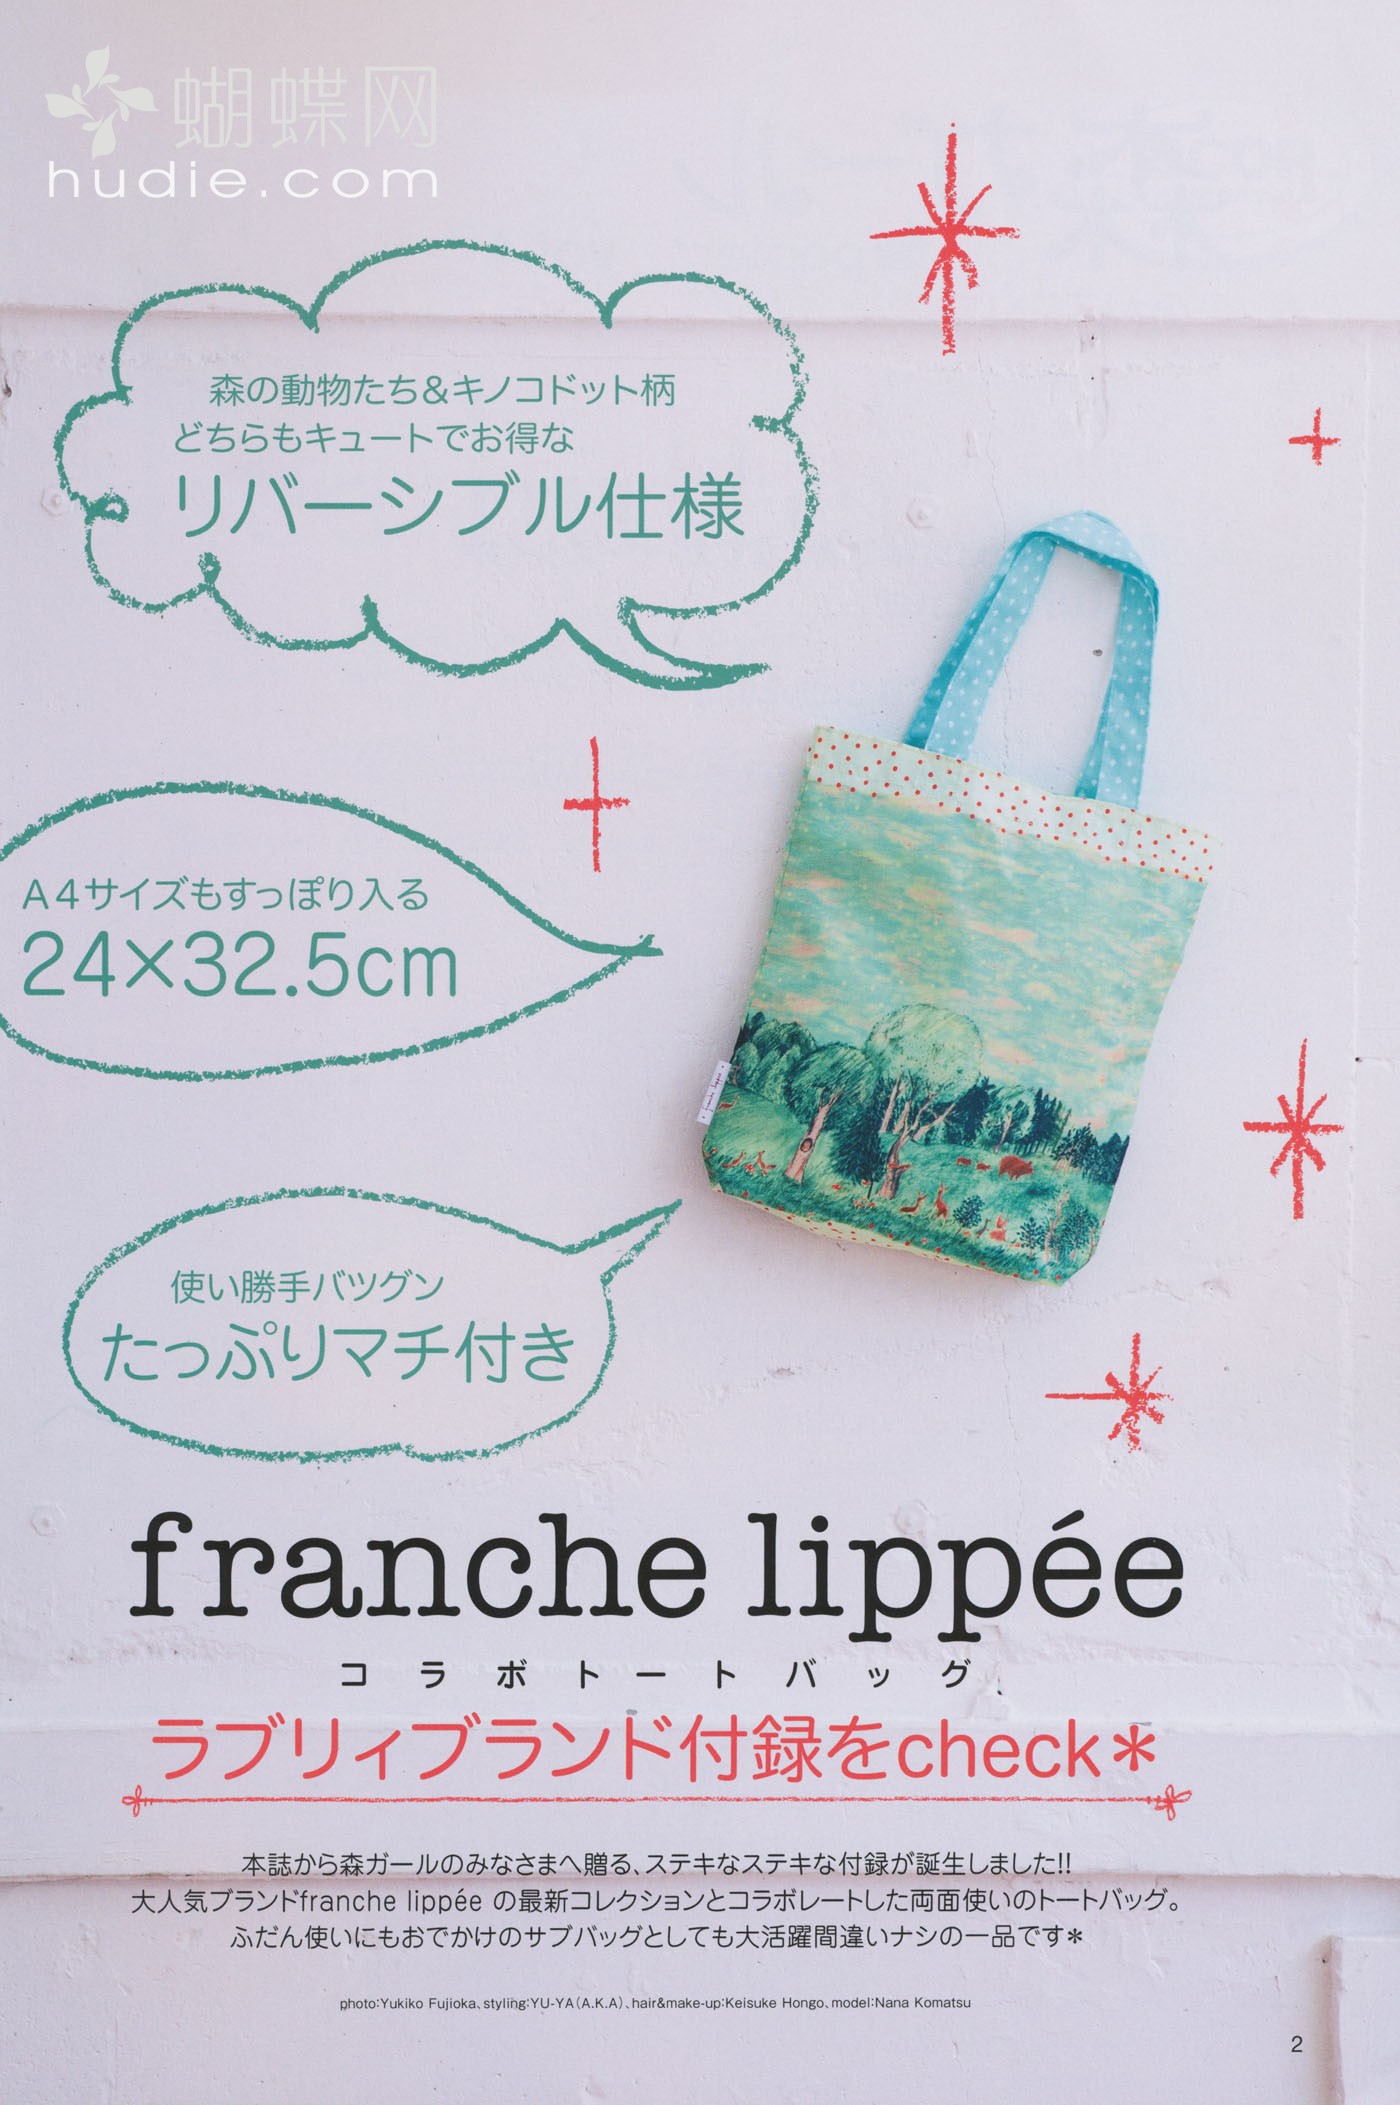 蝴蝶网
hudie.com
森の動物たち&キノコドット柄
どちらもキュートでお得な
リバーシブル仕様
A4サイズもすっぽり入る
24×32.5cm
使い勝手バツグン
たっぷりマチ付き
franche lippée
franche lippée
コラボトートバッグ
ラブリィブランド付録をcheck*
本誌から森ガールのみなさまへ贈る、ステキなステキな付録が誕生しました!!
大人気ブランドfranche lippée の最新コレクションとコラボレートした両面使いのトートバッグ。
ふだん使いにもおでかけのサブバッグとしても大活躍間違いナシの一品です*
photo:Yukiko Fujioka、styling:YU-YA(A.K.A)、hair&make-up:Keisuke Hongo、model:Nana Komatsu
2